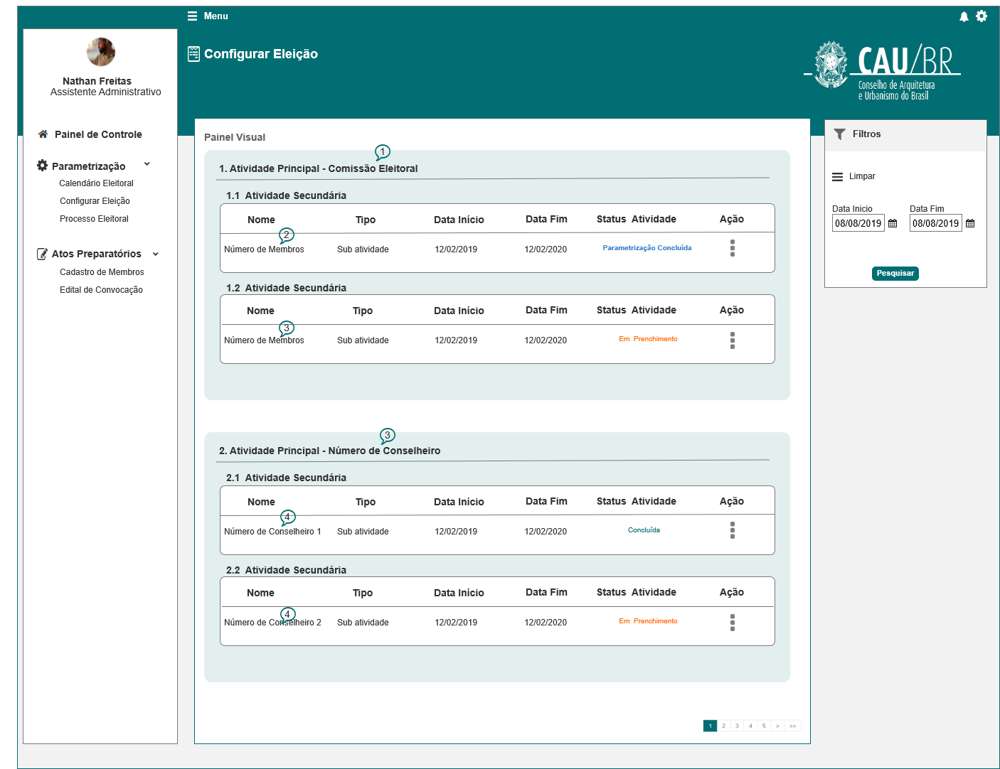 Menu
Configurar Eleição
CAU/BR
Conselho de Arquitetura
e Urbanismo do Brasil
Nathan Freitas
Assistente Administrativo
Painel de Controle
Parametrização
Calendário Eleitoral
Configurar Eleição
Processo Eleitoral
Atos Preparatórios
Cadastro de Membros
Edital de Convocação
Painel Visual
1
1. Atividade Principal - Comissão Eleitoral
1.1 Atividade Secundária
Nome Tipo Data Início Data Fim Status Atividade Ação
2
Número de Membros Sub atividade 12/02/2019 12/02/2020 Parametrização Concluída
1.2 Atividade Secundária
Nome Tipo Data Início Data Fim Status Atividade Ação
3
Número de Membros Sub atividade 12/02/2019 12/02/2020 Em Prenchimento
3
2. Atividade Principal - Número de Conselheiro
2.1 Atividade Secundária
Nome Tipo Data Início Data Fim Status Atividade Ação
4
Número de Conselheiro 1 Sub atividade 12/02/2019 12/02/2020 Concluída
2.2 Atividade Secundária
Nome Tipo Data Início Data Fim Status Atividade Ação
4
Número de Conselheiro 2 Sub atividade 12/02/2019 12/02/2020 Em Prenchimento
1 2 3 4 5 > >>
Filtros
Limpar
Data Inicio Data Fim
08/08/2019 08/08/2019
Pesquisar